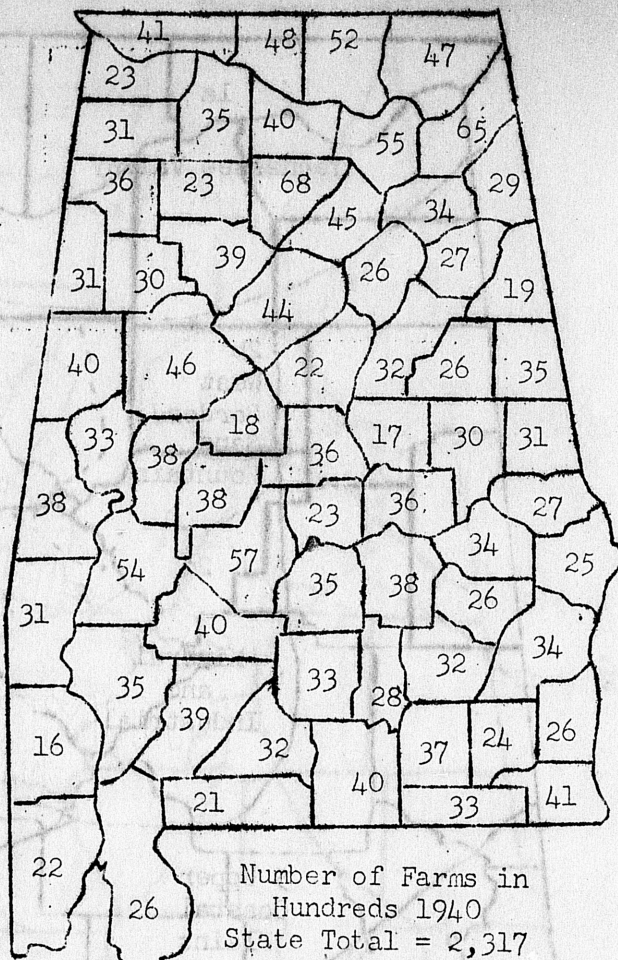 41 48 52 47
23
31 35 40 55 65
36 23 68 45 34 29
31 30 39 44 26 27 19
40 46 22 32 26 35
33 38 18 36 17 30 31
38 38 23 36 27
54 57 35 38 34 25
31 40 26
35 39 33 28 32 34
16 32 40 37 24 26
21 33 41
22 26
Number of Farms in
Hundreds 1940
State Total = 2,317